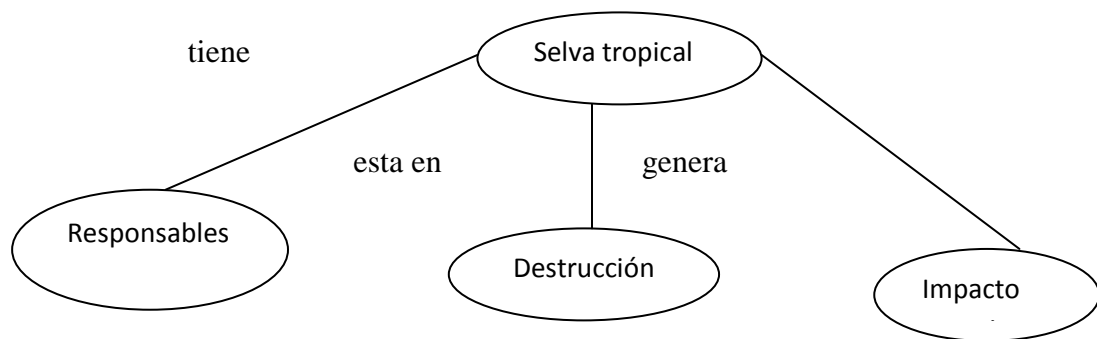 tiene
Selva tropical
esta en
genera
Responsables
Destrucción
Impacto